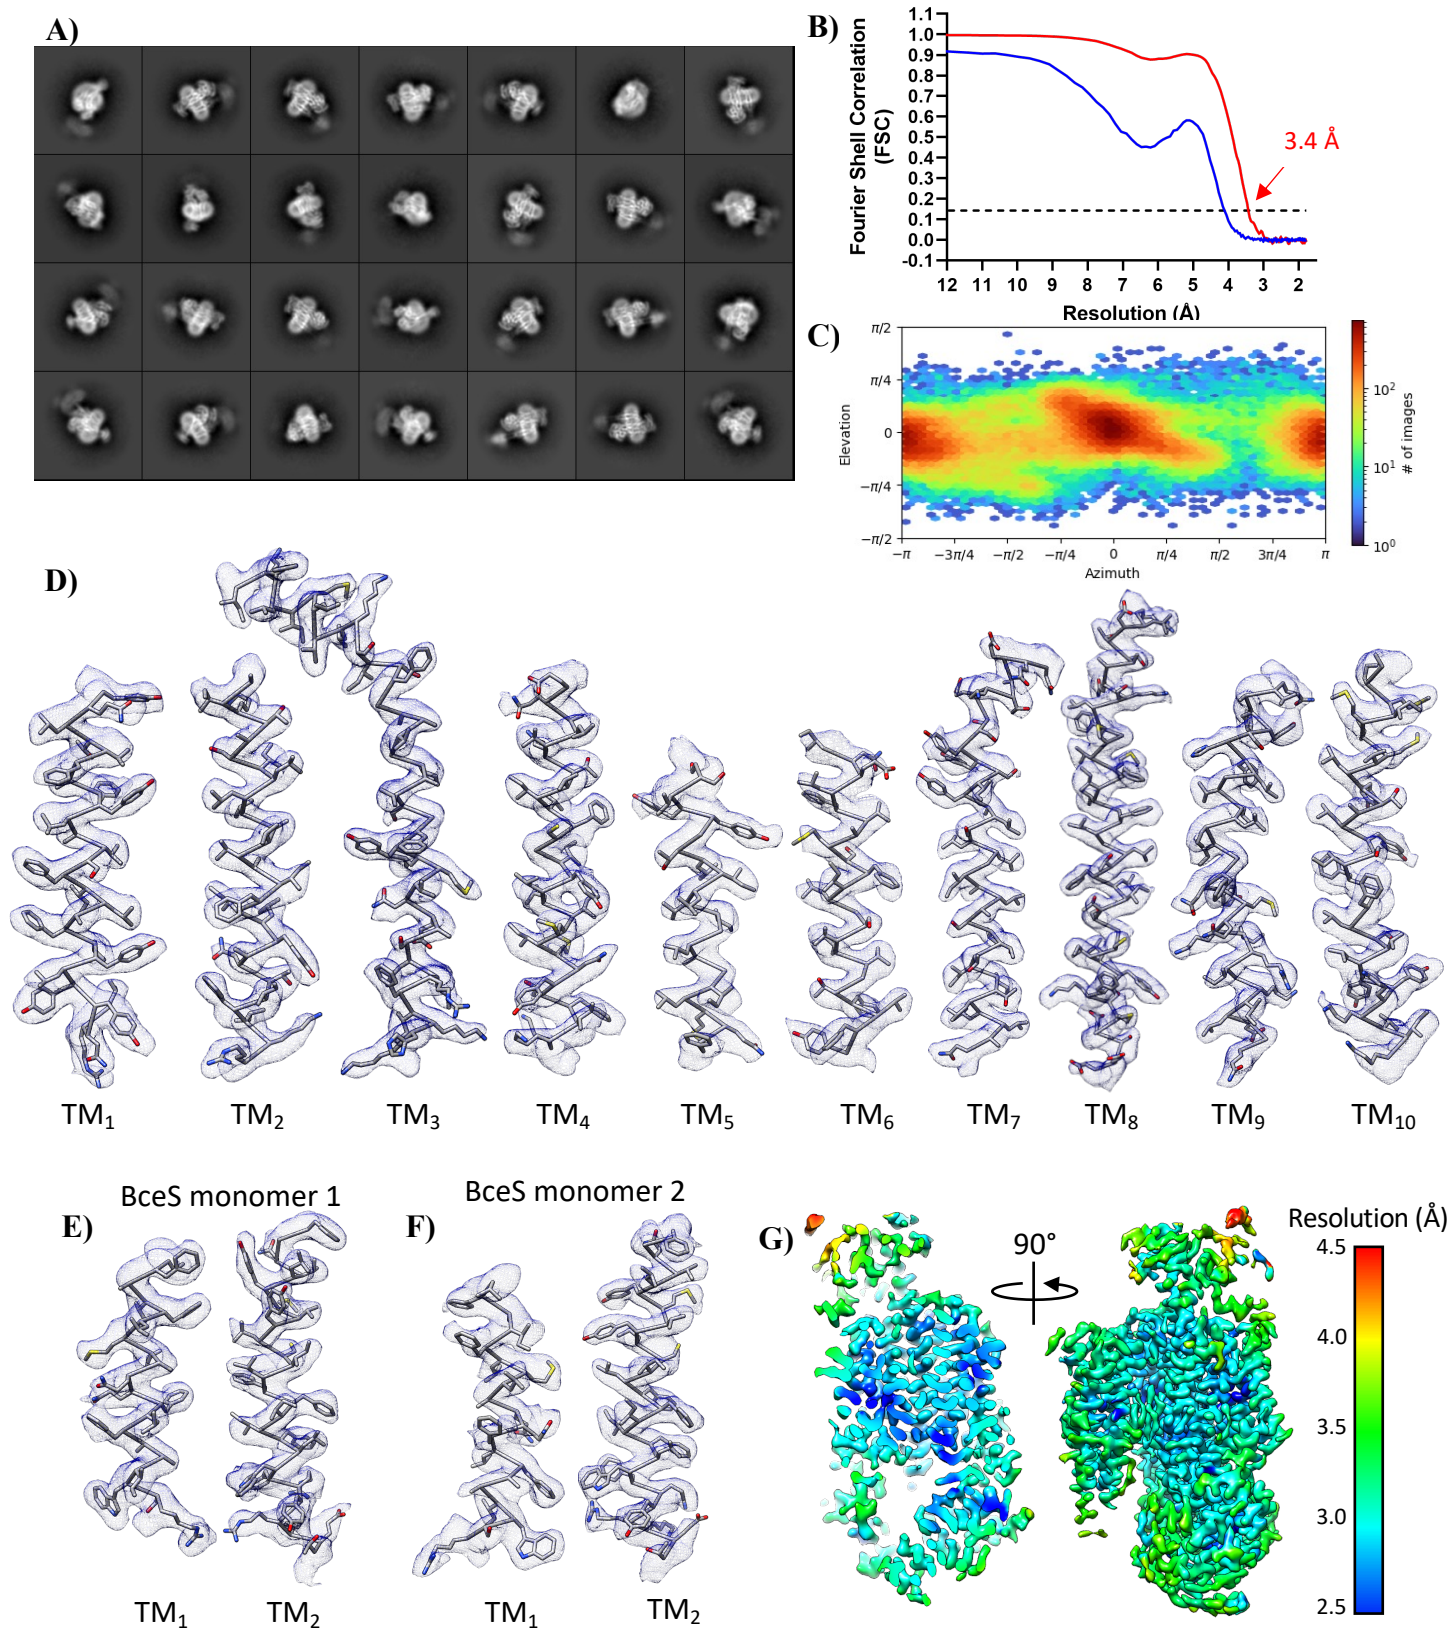 A)
B)
1.1
1.0
0.9
0.8
0.7
0.6
0.5
0.4
0.3
0.2
0.1
0.0
-0.1
Fourier Shell Correlation
(FSC)
3.4 Å
12 11 10 9 8 7 6 5 4 3 2
Resolution (Å)
C)
π/2
π/4
0
−π/4
−π/2
Elevation
−π −3π/4 −π/2 −π/4 0 π/4 π/2 3π/4 π
Azimuth
10²
10¹
10⁰
# of images
D)
TM₁ TM₂ TM₃ TM₄ TM₅ TM₆ TM₇ TM₈ TM₉ TM₁₀
BceS monomer 1
E)
TM₁ TM₂
BceS monomer 2
F)
TM₁ TM₂
G)
90°
Resolution (Å)
4.5
4.0
3.5
3.0
2.5